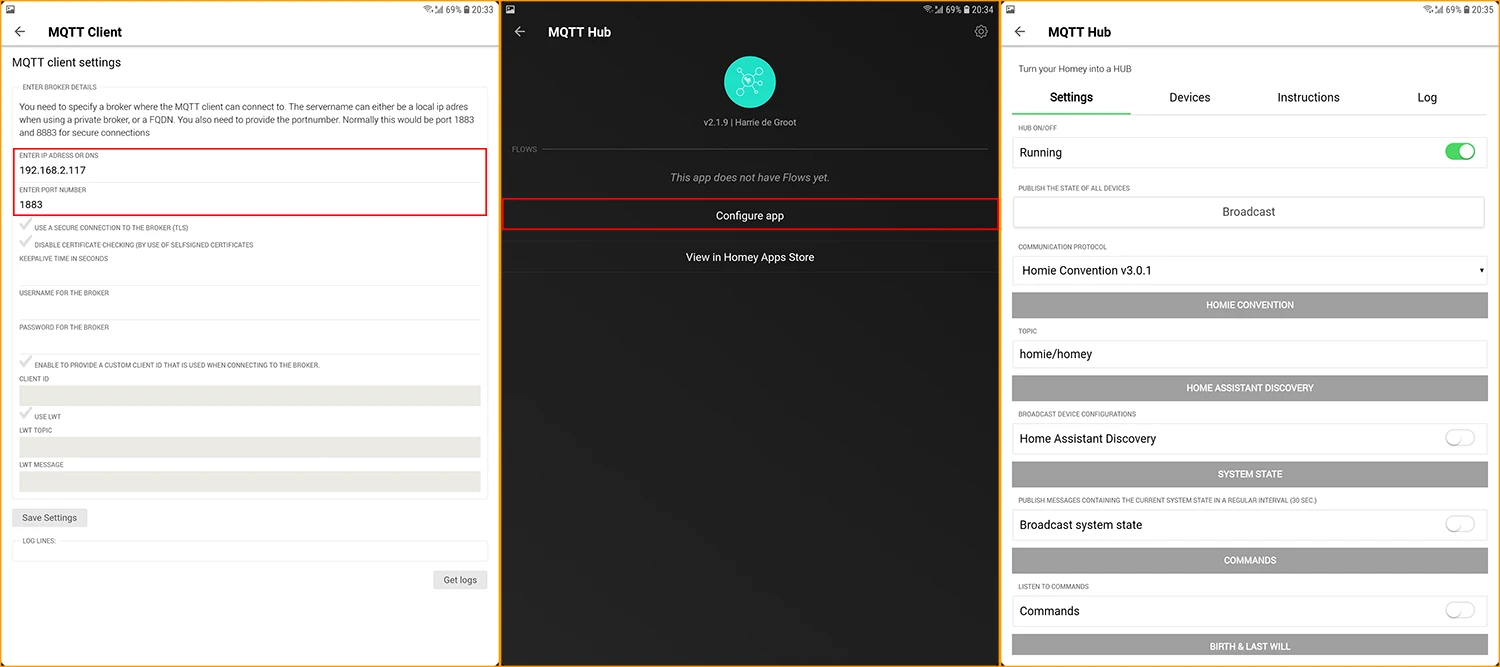 69% 20:33
MQTT Client
MQTT client settings
ENTER BROKER DETAILS
You need to specify a broker where the MQTT client can connect to. The servername can either be a local ip adres
when using a private broker, or a FQDN. You also need to provide the portnumber. Normally this would be port 1883
and 8883 for secure connections
ENTER IP ADRESS OR DNS
192.168.2.117
ENTER PORT NUMBER
1883
USE A SECURE CONNECTION TO THE BROKER (TLS)
DISABLE CERTIFICATE CHECKING (BY USE OF SELFSIGNED CERTIFICATES
KEEPALIVE TIME IN SECONDS
USERNAME FOR THE BROKER
PASSWORD FOR THE BROKER
ENABLE TO PROVIDE A CUSTOM CLIENT ID THAT IS USED WHEN CONNECTING TO THE BROKER.
CLIENT ID
USE LWT
LWT TOPIC
LWT MESSAGE
Save Settings
LOG LINES:
Get logs
69% 20:34
MQTT Hub
v2.1.9 | Harrie de Groot
FLOWS
This app does not have Flows yet.
Configure app
View in Homey Apps Store
69% 20:35
MQTT Hub
Turn your Homey into a HUB
Settings Devices Instructions Log
HUB ON/OFF
Running
PUBLISH THE STATE OF ALL DEVICES
Broadcast
COMMUNICATION PROTOCOL
Homie Convention v3.0.1
HOMIE CONVENTION
TOPIC
homie/homey
HOME ASSISTANT DISCOVERY
BROADCAST DEVICE CONFIGURATIONS
Home Assistant Discovery
SYSTEM STATE
PUBLISH MESSAGES CONTAINING THE CURRENT SYSTEM STATE IN A REGULAR INTERVAL (30 SEC.)
Broadcast system state
COMMANDS
LISTEN TO COMMANDS
Commands
BIRTH & LAST WILL